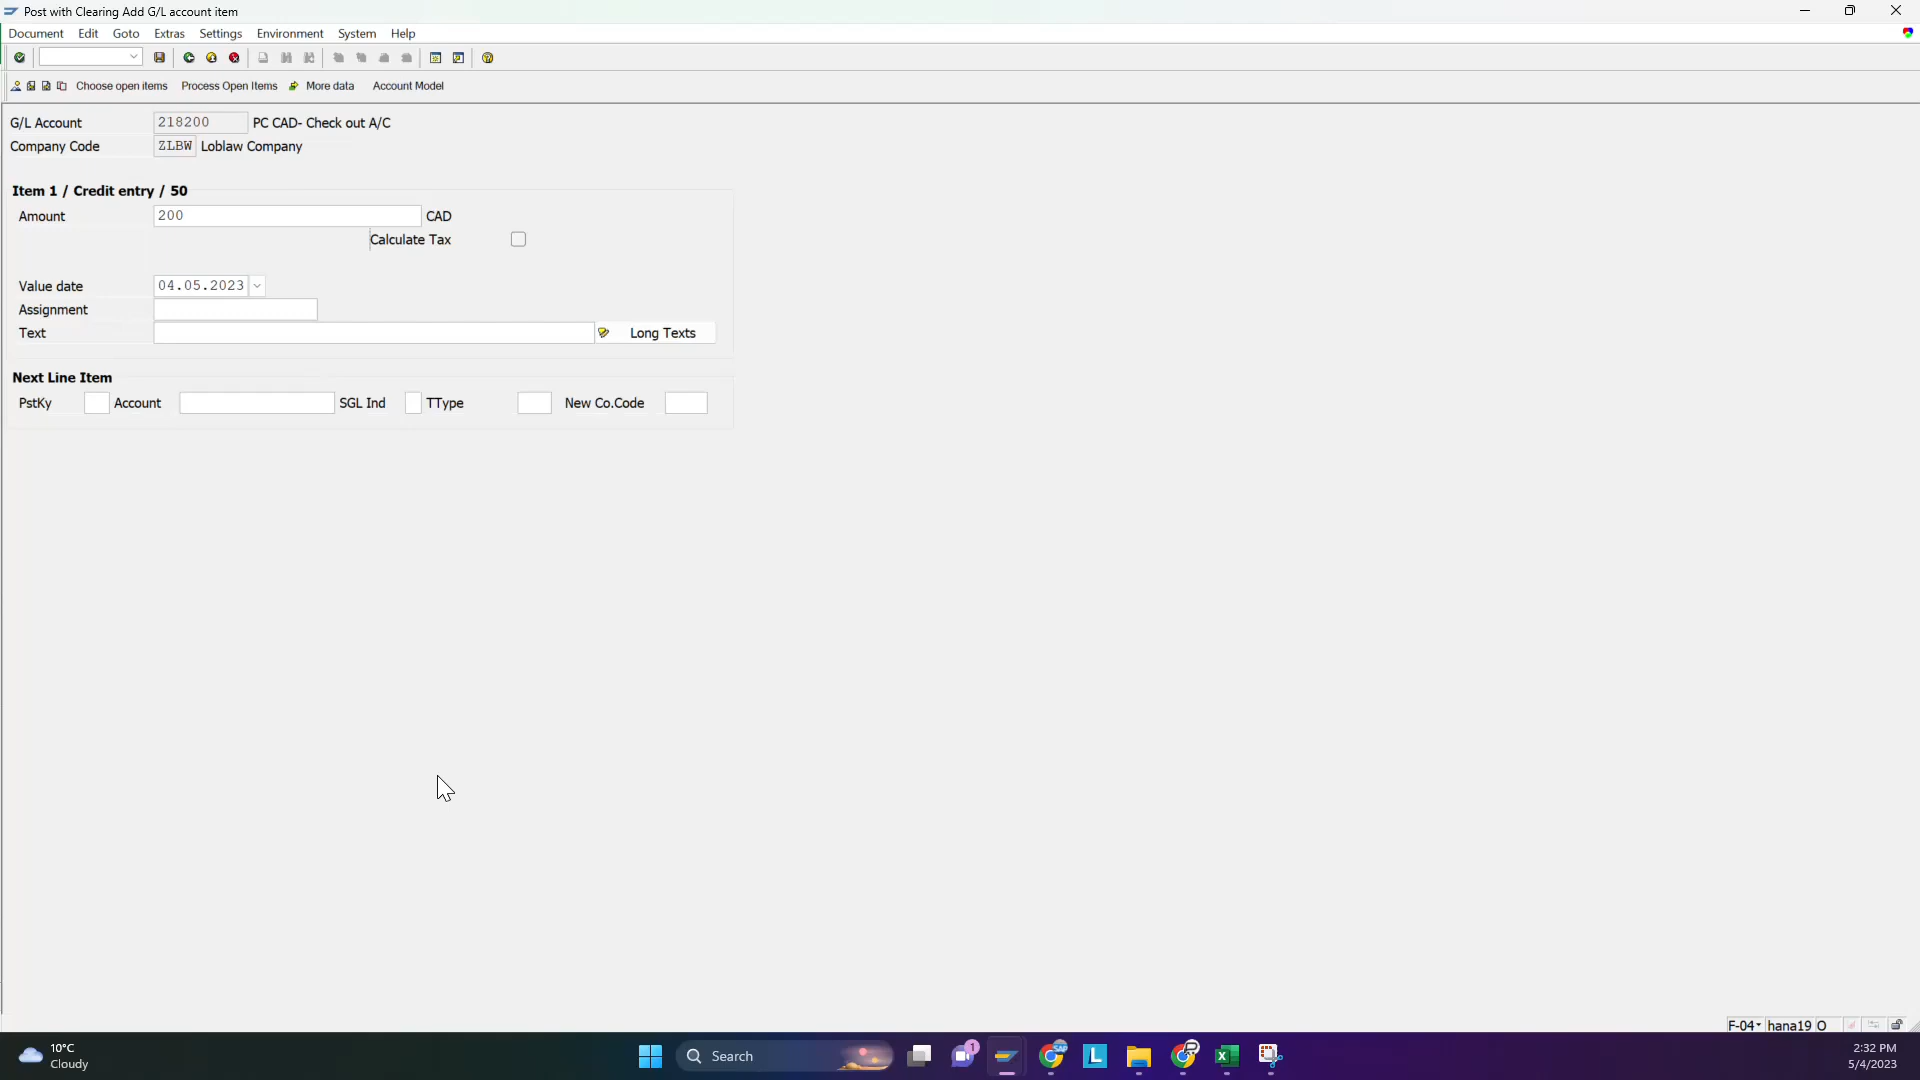 Post with Clearing Add G/L account item
Document Edit Goto Extras Settings Environment System Help
Choose open items Process Open Items More data Account Model
G/L Account 218200 PC CAD- Check out A/C
Company Code ZLBW Loblaw Company
Item 1 / Credit entry / 50
Amount 200 CAD
Calculate Tax
Value date 04.05.2023
Assignment
Text Long Texts
Next Line Item
PstKy Account SGL Ind TType New Co.Code
F-04 hana19 O
10°C
Cloudy
Search
1
SAP
L
2:32 PM
5/4/2023